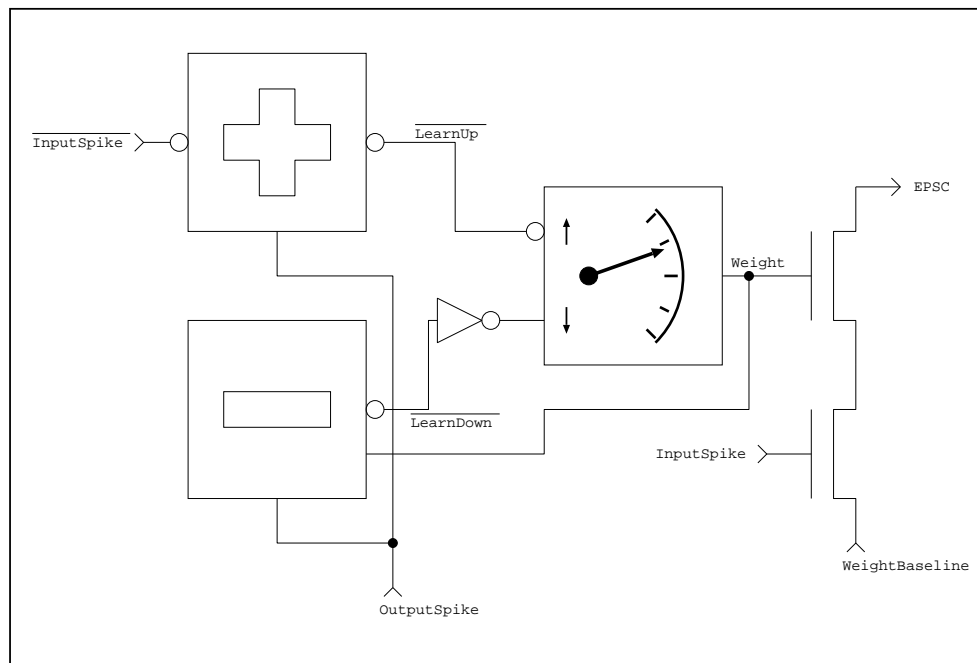 LearnUp
InputSpike
EPSC
Weight
LearnDown
InputSpike
WeightBaseline
OutputSpike